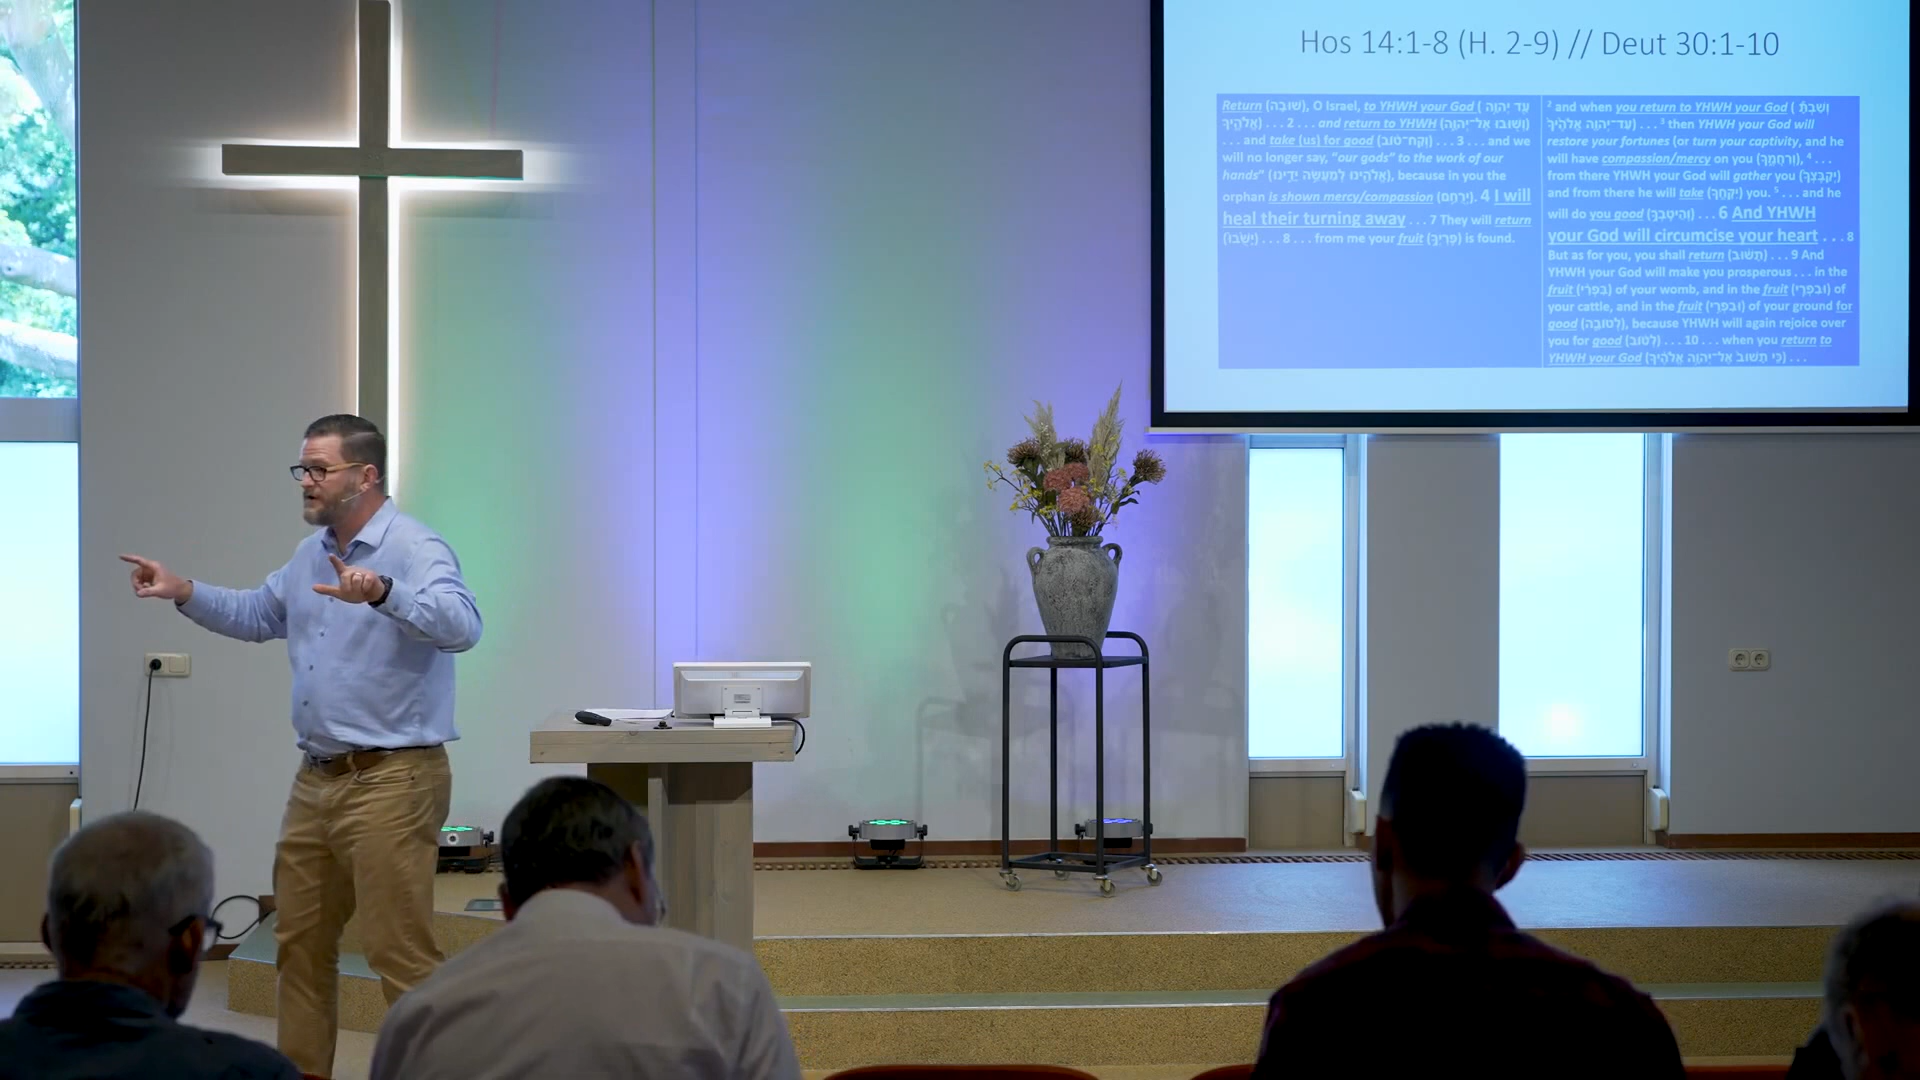 Hos 14:1-8 (H. 2-9) // Deut 30:1-10
Return (שׁוּבָה), O Israel, to YHWH your God ( עַד יְהוָה
אֱלֹהֶיךָ) . . . 2 . . . and return to YHWH (וְשׁוּבוּ אֶל־יְהוָה)
. . . and take (us) for good (וְקַח־טוֹב) . . . 3 . . . and we
will no longer say, “our gods” to the work of our
hands” (אֱלֹהֵינוּ לְמַעֲשֵׂה יָדֵינוּ), because in you the
orphan is shown mercy/compassion (יְרֻחַם). 4 I will
heal their turning away . . . 7 They will return
(יָשֻׁבוּ) . . . 8 . . . from me your fruit (פֶּרְיְךָ) is found.
2 and when you return to YHWH your God ( וְשַׁבְתָּ
עַד־יְהוָה אֱלֹהֶיךָ) . . . 3 then YHWH your God will
restore your fortunes (or turn your captivity, and he
will have compassion/mercy on you (וְרִחֲמֶךָ), 4 . . .
from there YHWH your God will gather you (יְקַבֶּצְךָ)
and from there he will take (יִקָּחֶךָ) you. 5 . . . and he
will do you good (וְהֵיטִבְךָ) . . . 6 And YHWH
your God will circumcise your heart . . . 8
But as for you, you shall return (תָשׁוּב) . . . 9 And
YHWH your God will make you prosperous . . . in the
fruit (בִּפְרִי) of your womb, and in the fruit (וּבִפְרִי) of
your cattle, and in the fruit (וּבִפְרִי) of your ground for
good (לְטוֹבָה), because YHWH will again rejoice over
you for good (לְטוֹב) . . . 10 . . . when you return to
YHWH your God (כִּי תָשׁוּב אֶל־יְהוָה אֱלֹהֶיךָ) . . .